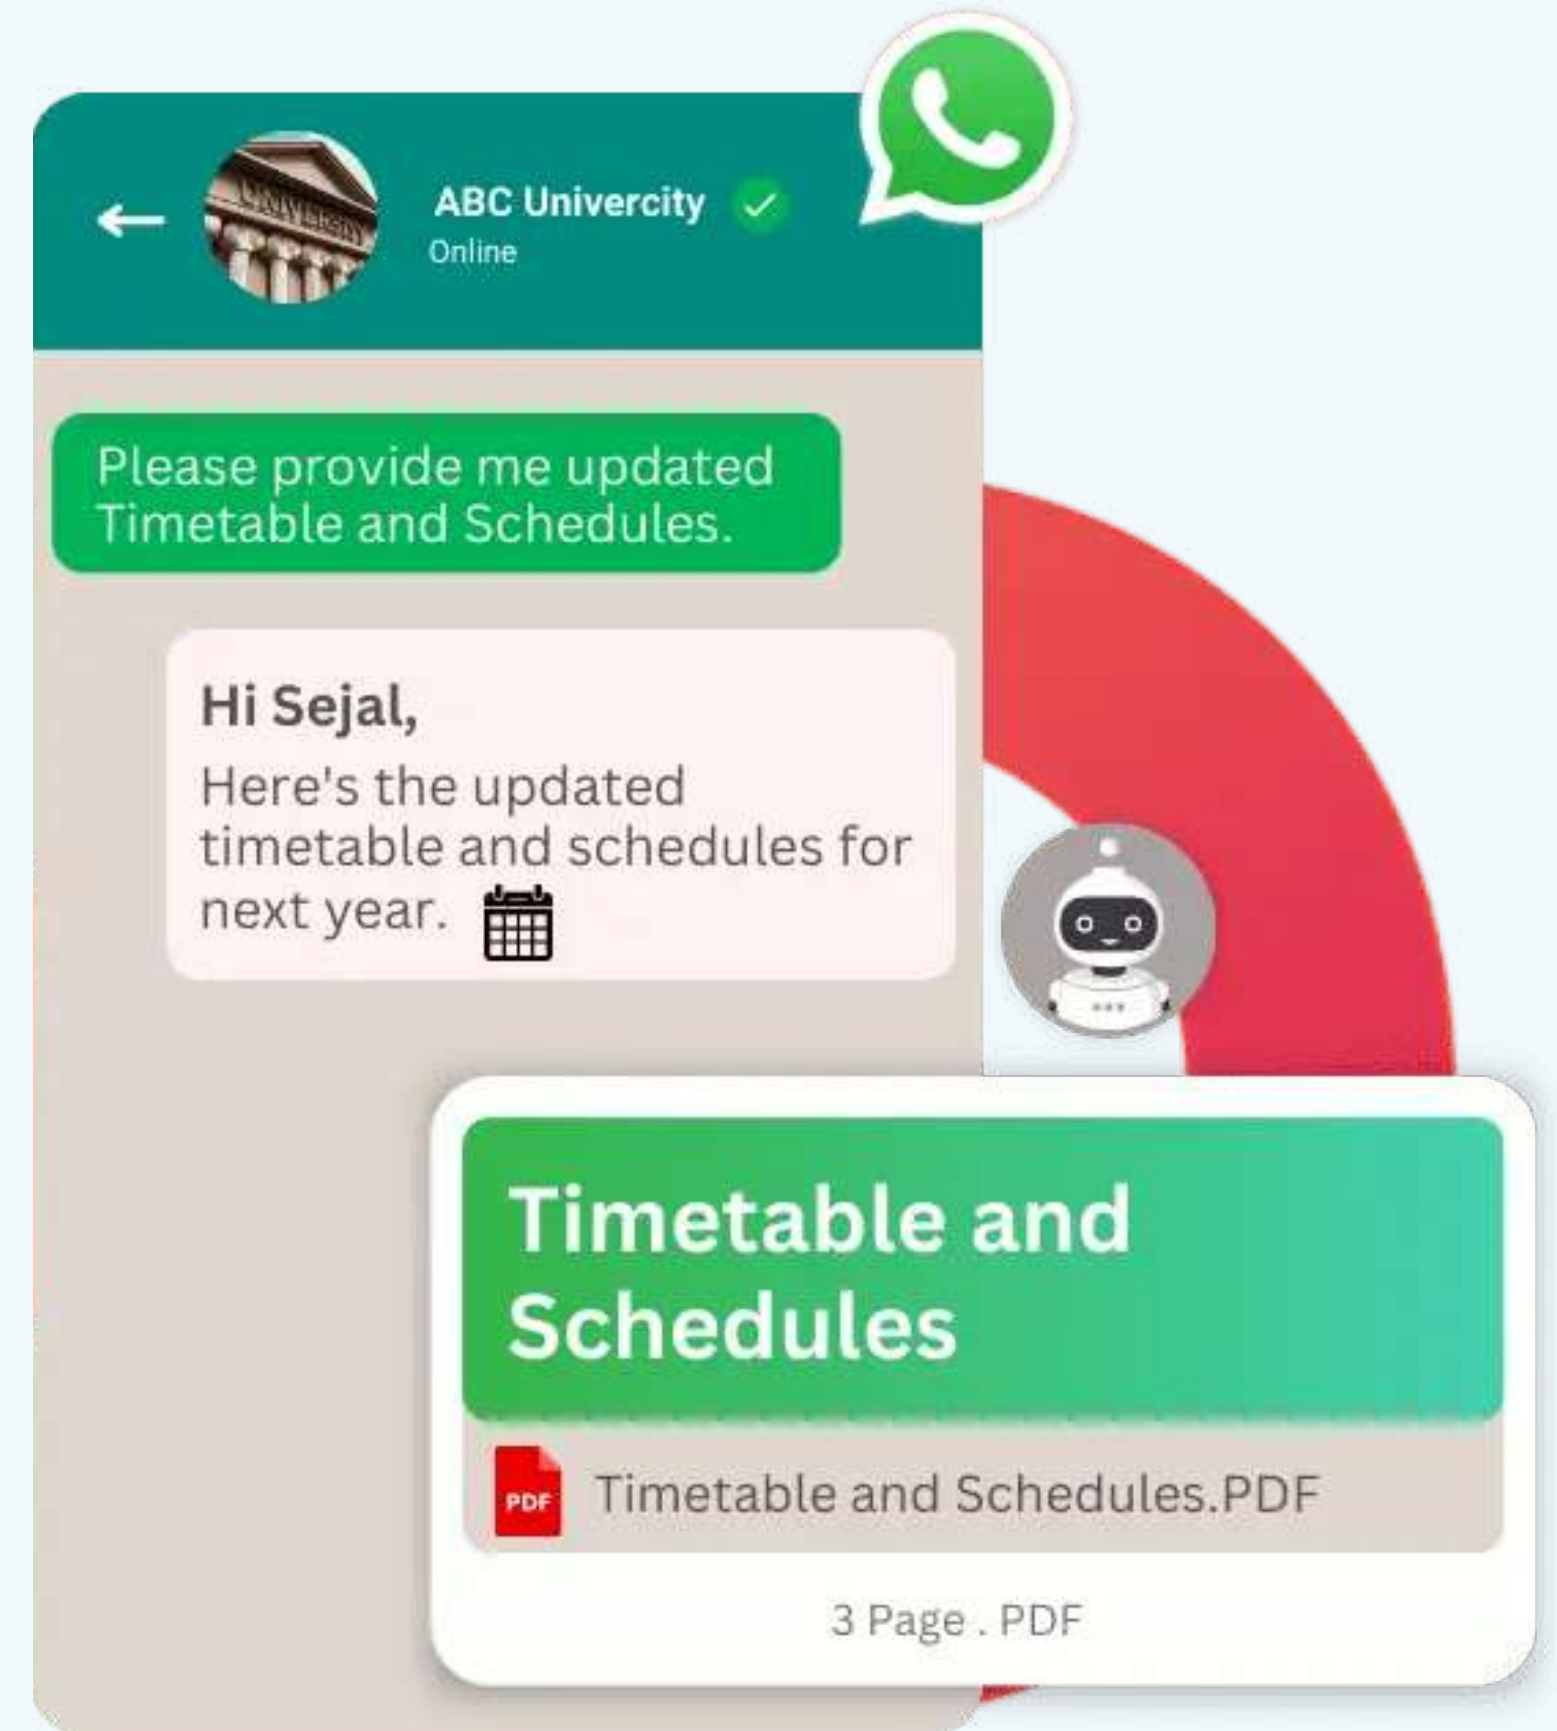 UNIVERSITY
ABC Univercity
Online
Please provide me updated
Timetable and Schedules.
Hi Sejal,
Here's the updated
timetable and schedules for
next year.
Timetable and
Schedules
PDF
Timetable and Schedules.PDF
3 Page . PDF